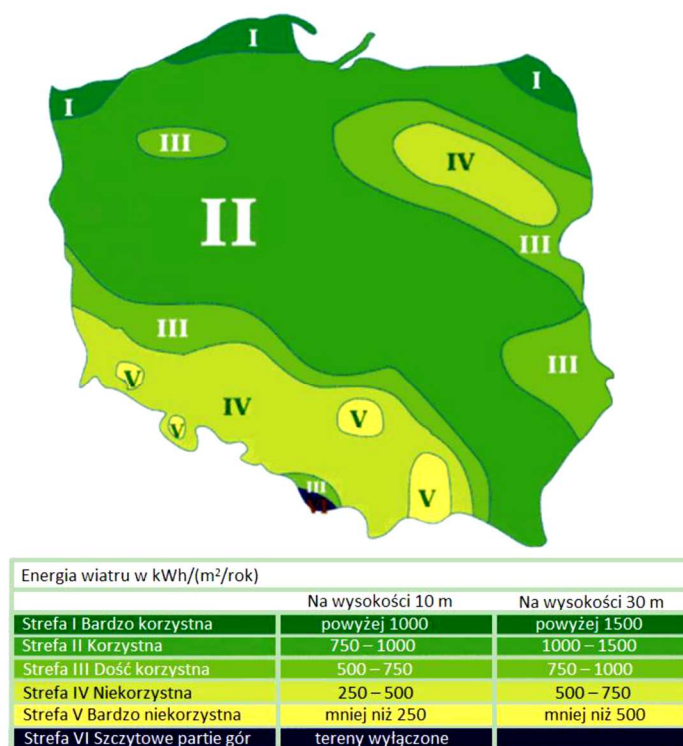 I
I
I
III
IV
II
III
III
III
V
IV
V
V
V
III
VI
Energia wiatru w kWh/(m²/rok)
Na wysokości 10 m Na wysokości 30 m
Strefa I Bardzo korzystna powyżej 1000 powyżej 1500
Strefa II Korzystna 750 – 1000 1000 – 1500
Strefa III Dość korzystna 500 – 750 750 – 1000
Strefa IV Niekorzystna 250 – 500 500 – 750
Strefa V Bardzo niekorzystna mniej niż 250 mniej niż 500
Strefa VI Szczytowe partie gór tereny wyłączone